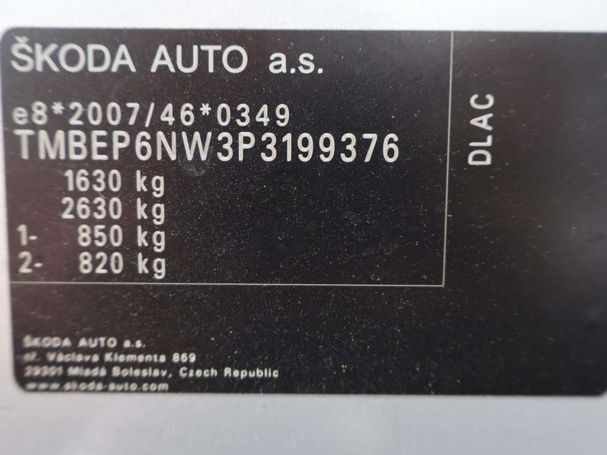 ŠKODA AUTO a.s.
e8*2007/46*0349
TMBEP6NW3P3199376
1630 kg
2630 kg
1- 850 kg
2- 820 kg
DLAC
ŠKODA AUTO a.s.
tř. Václava Klementa 869
29301 Mladá Boleslav, Czech Republic
www.skoda-auto.com